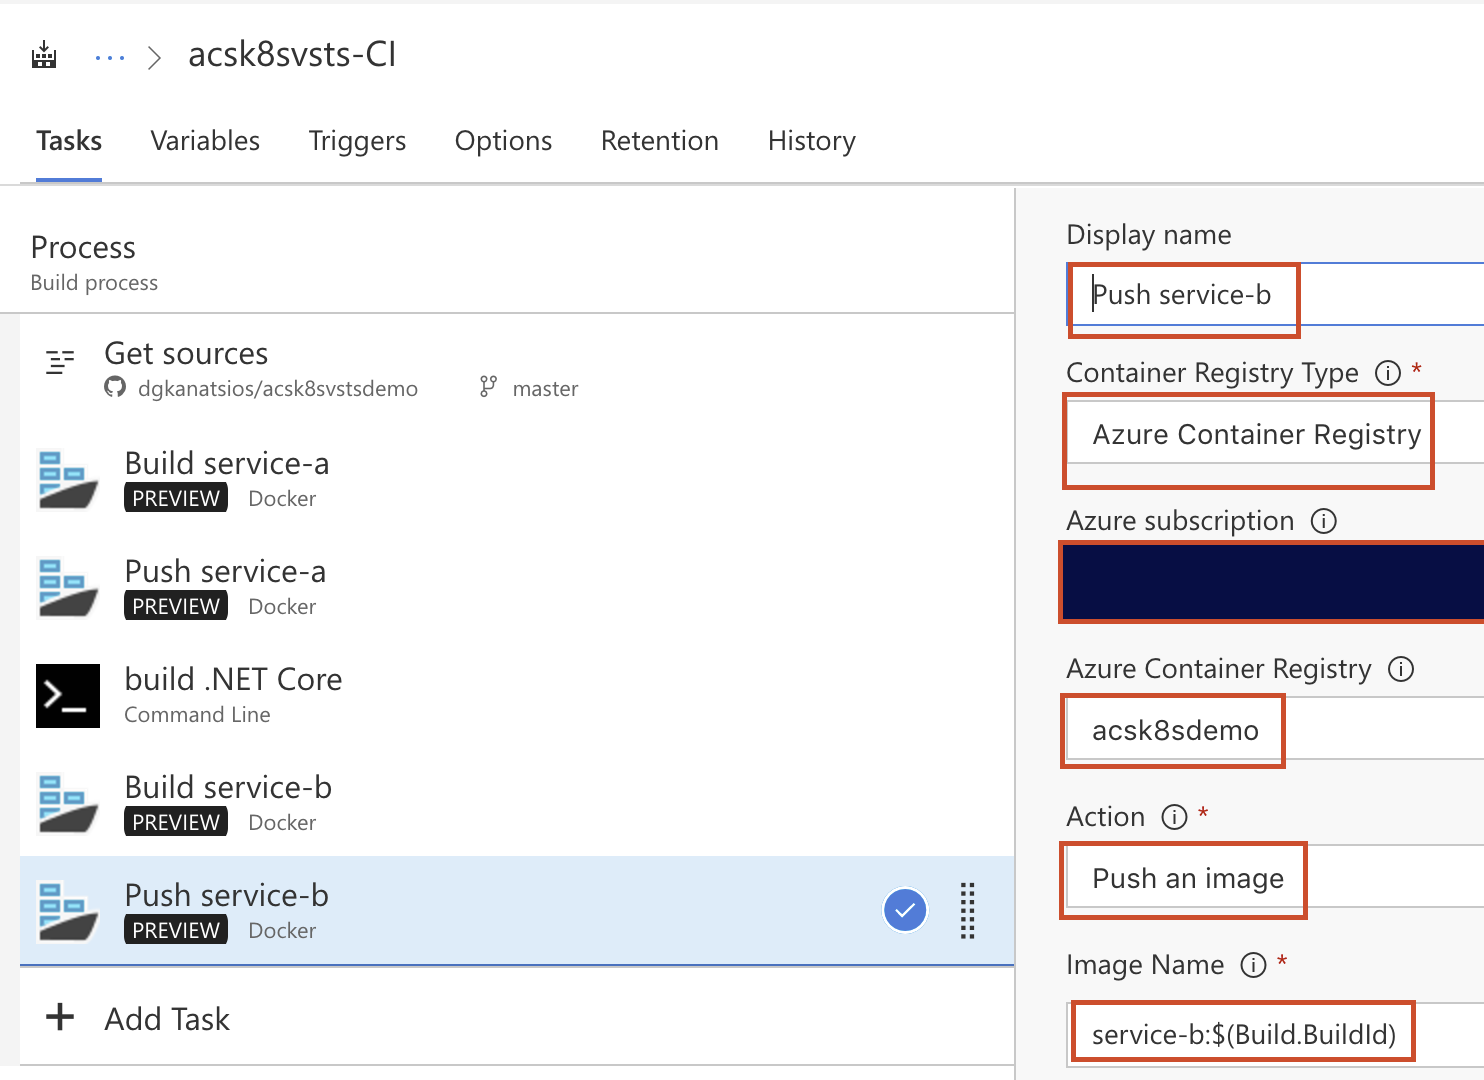 ... > acsk8svsts-CI
Tasks Variables Triggers Options Retention History
Process
Build process
Get sources
dgkanatsios/acsk8svstsdemo master
Build service-a
PREVIEW Docker
Push service-a
PREVIEW Docker
build .NET Core
Command Line
Build service-b
PREVIEW Docker
Push service-b
PREVIEW Docker
+ Add Task
Display name
Push service-b
Container Registry Type *
Azure Container Registry
Azure subscription
Azure Container Registry
acsk8sdemo
Action *
Push an image
Image Name *
service-b:$(Build.BuildId)